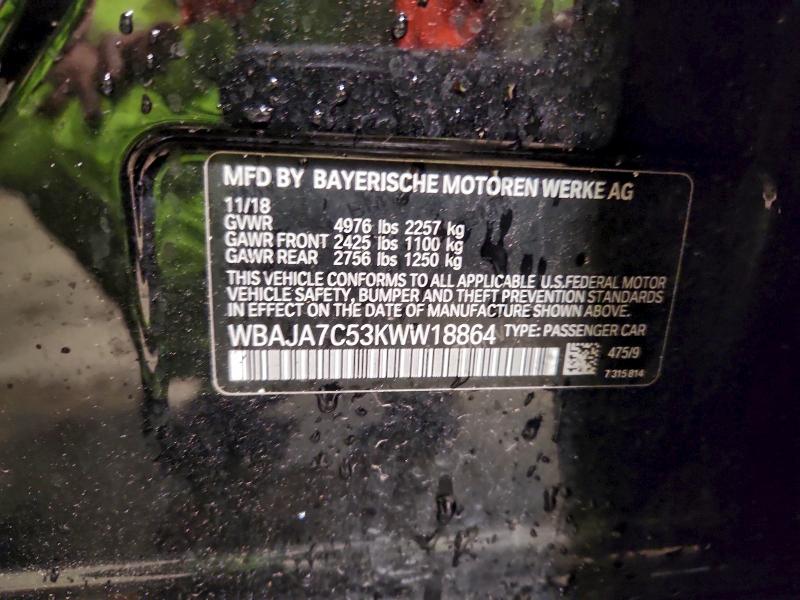 MFD BY BAYERISCHE MOTOREN WERKE AG
11/18
GVWR 4976 lbs 2257 kg
GAWR FRONT 2425 lbs 1100 kg
GAWR REAR 2756 lbs 1250 kg
THIS VEHICLE CONFORMS TO ALL APPLICABLE U.S.FEDERAL MOTOR
VEHICLE SAFETY, BUMPER AND THEFT PREVENTION STANDARDS
IN EFFECT ON THE DATE OF MANUFACTURE SHOWN ABOVE.
WBAJA7C53KWW18864 TYPE: PASSENGER CAR
475/9
7 315 814